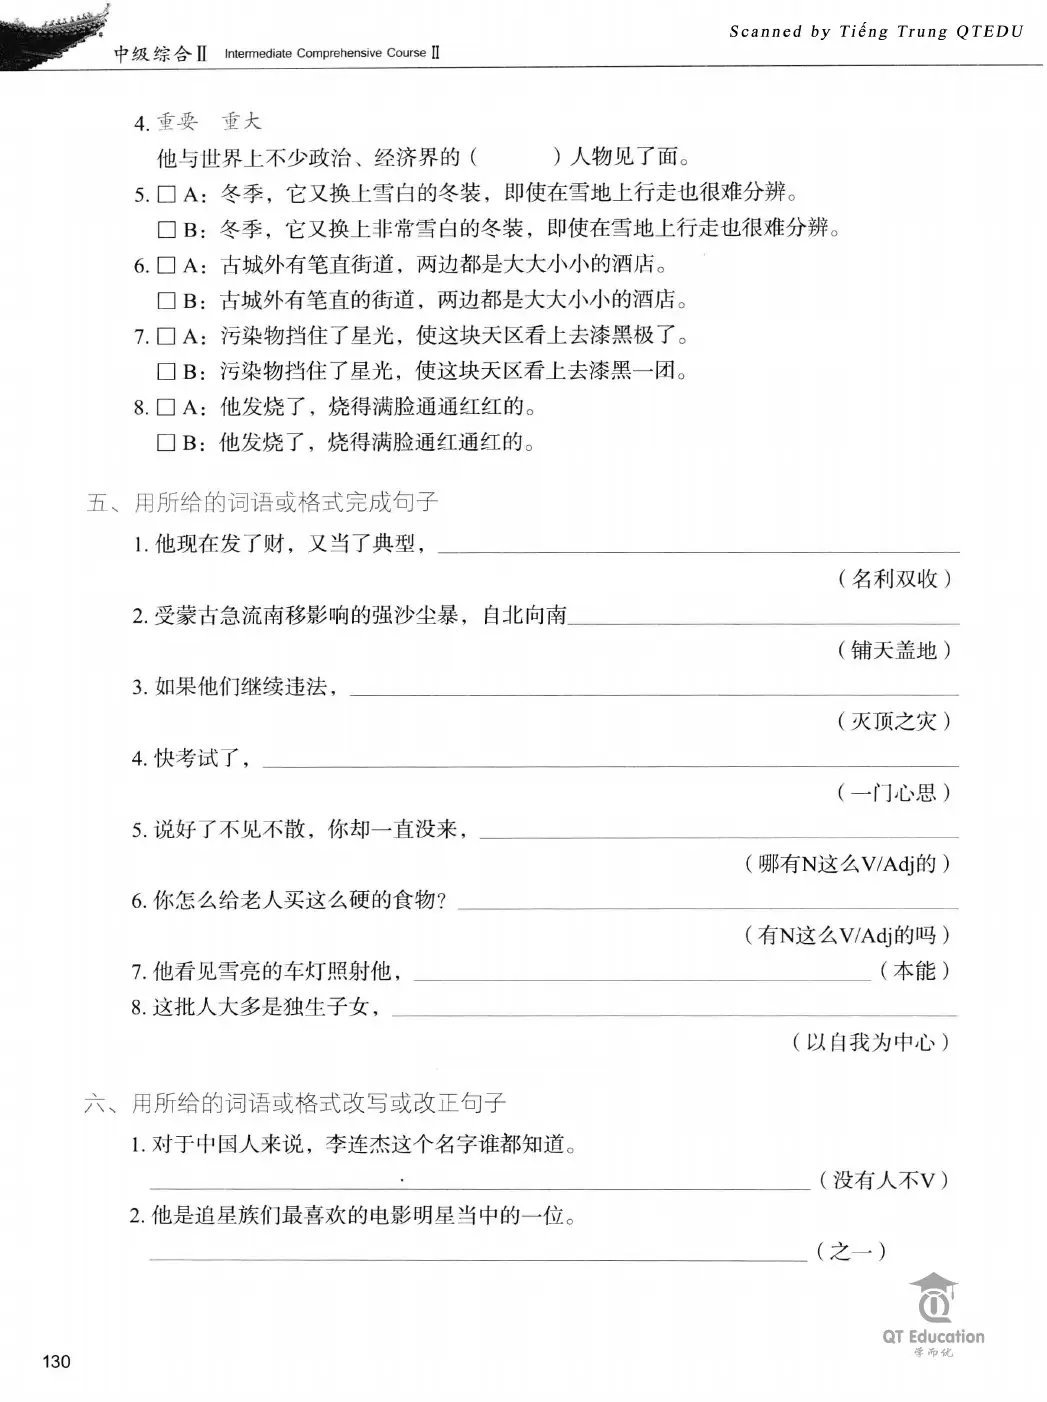 Scanned by Tiếng Trung QTEDU
中级综合Ⅱ Intermediate Comprehensive Course Ⅱ
4. 重要 重大
他与世界上不少政治、经济界的（ ）人物见了面。
5. □ A：冬季，它又换上雪白的冬装，即使在雪地上行走也很难分辨。
□ B：冬季，它又换上非常雪白的冬装，即使在雪地上行走也很难分辨。
6. □ A：古城外有笔直街道，两边都是大大小小的酒店。
□ B：古城外有笔直的街道，两边都是大大小小的酒店。
7. □ A：污染物挡住了星光，使这块天区看上去漆黑极了。
□ B：污染物挡住了星光，使这块天区看上去漆黑一团。
8. □ A：他发烧了，烧得满脸通通红红的。
□ B：他发烧了，烧得满脸通红通红的。
五、用所给的词语或格式完成句子
1. 他现在发了财，又当了典型，
（名利双收）
2. 受蒙古急流南移影响的强沙尘暴，自北向南
（铺天盖地）
3. 如果他们继续违法，
（灭顶之灾）
4. 快考试了，
（一门心思）
5. 说好了不见不散，你却一直没来，
（哪有N这么V/Adj的）
6. 你怎么给老人买这么硬的食物？
（有N这么V/Adj的吗）
7. 他看见雪亮的车灯照射他， （本能）
8. 这批人大多是独生子女，
（以自我为中心）
六、用所给的词语或格式改写或改正句子
1. 对于中国人来说，李连杰这个名字谁都知道。
（没有人不V）
2. 他是追星族们最喜欢的电影明星当中的一位。
（之一）
QT Education
学而优
130